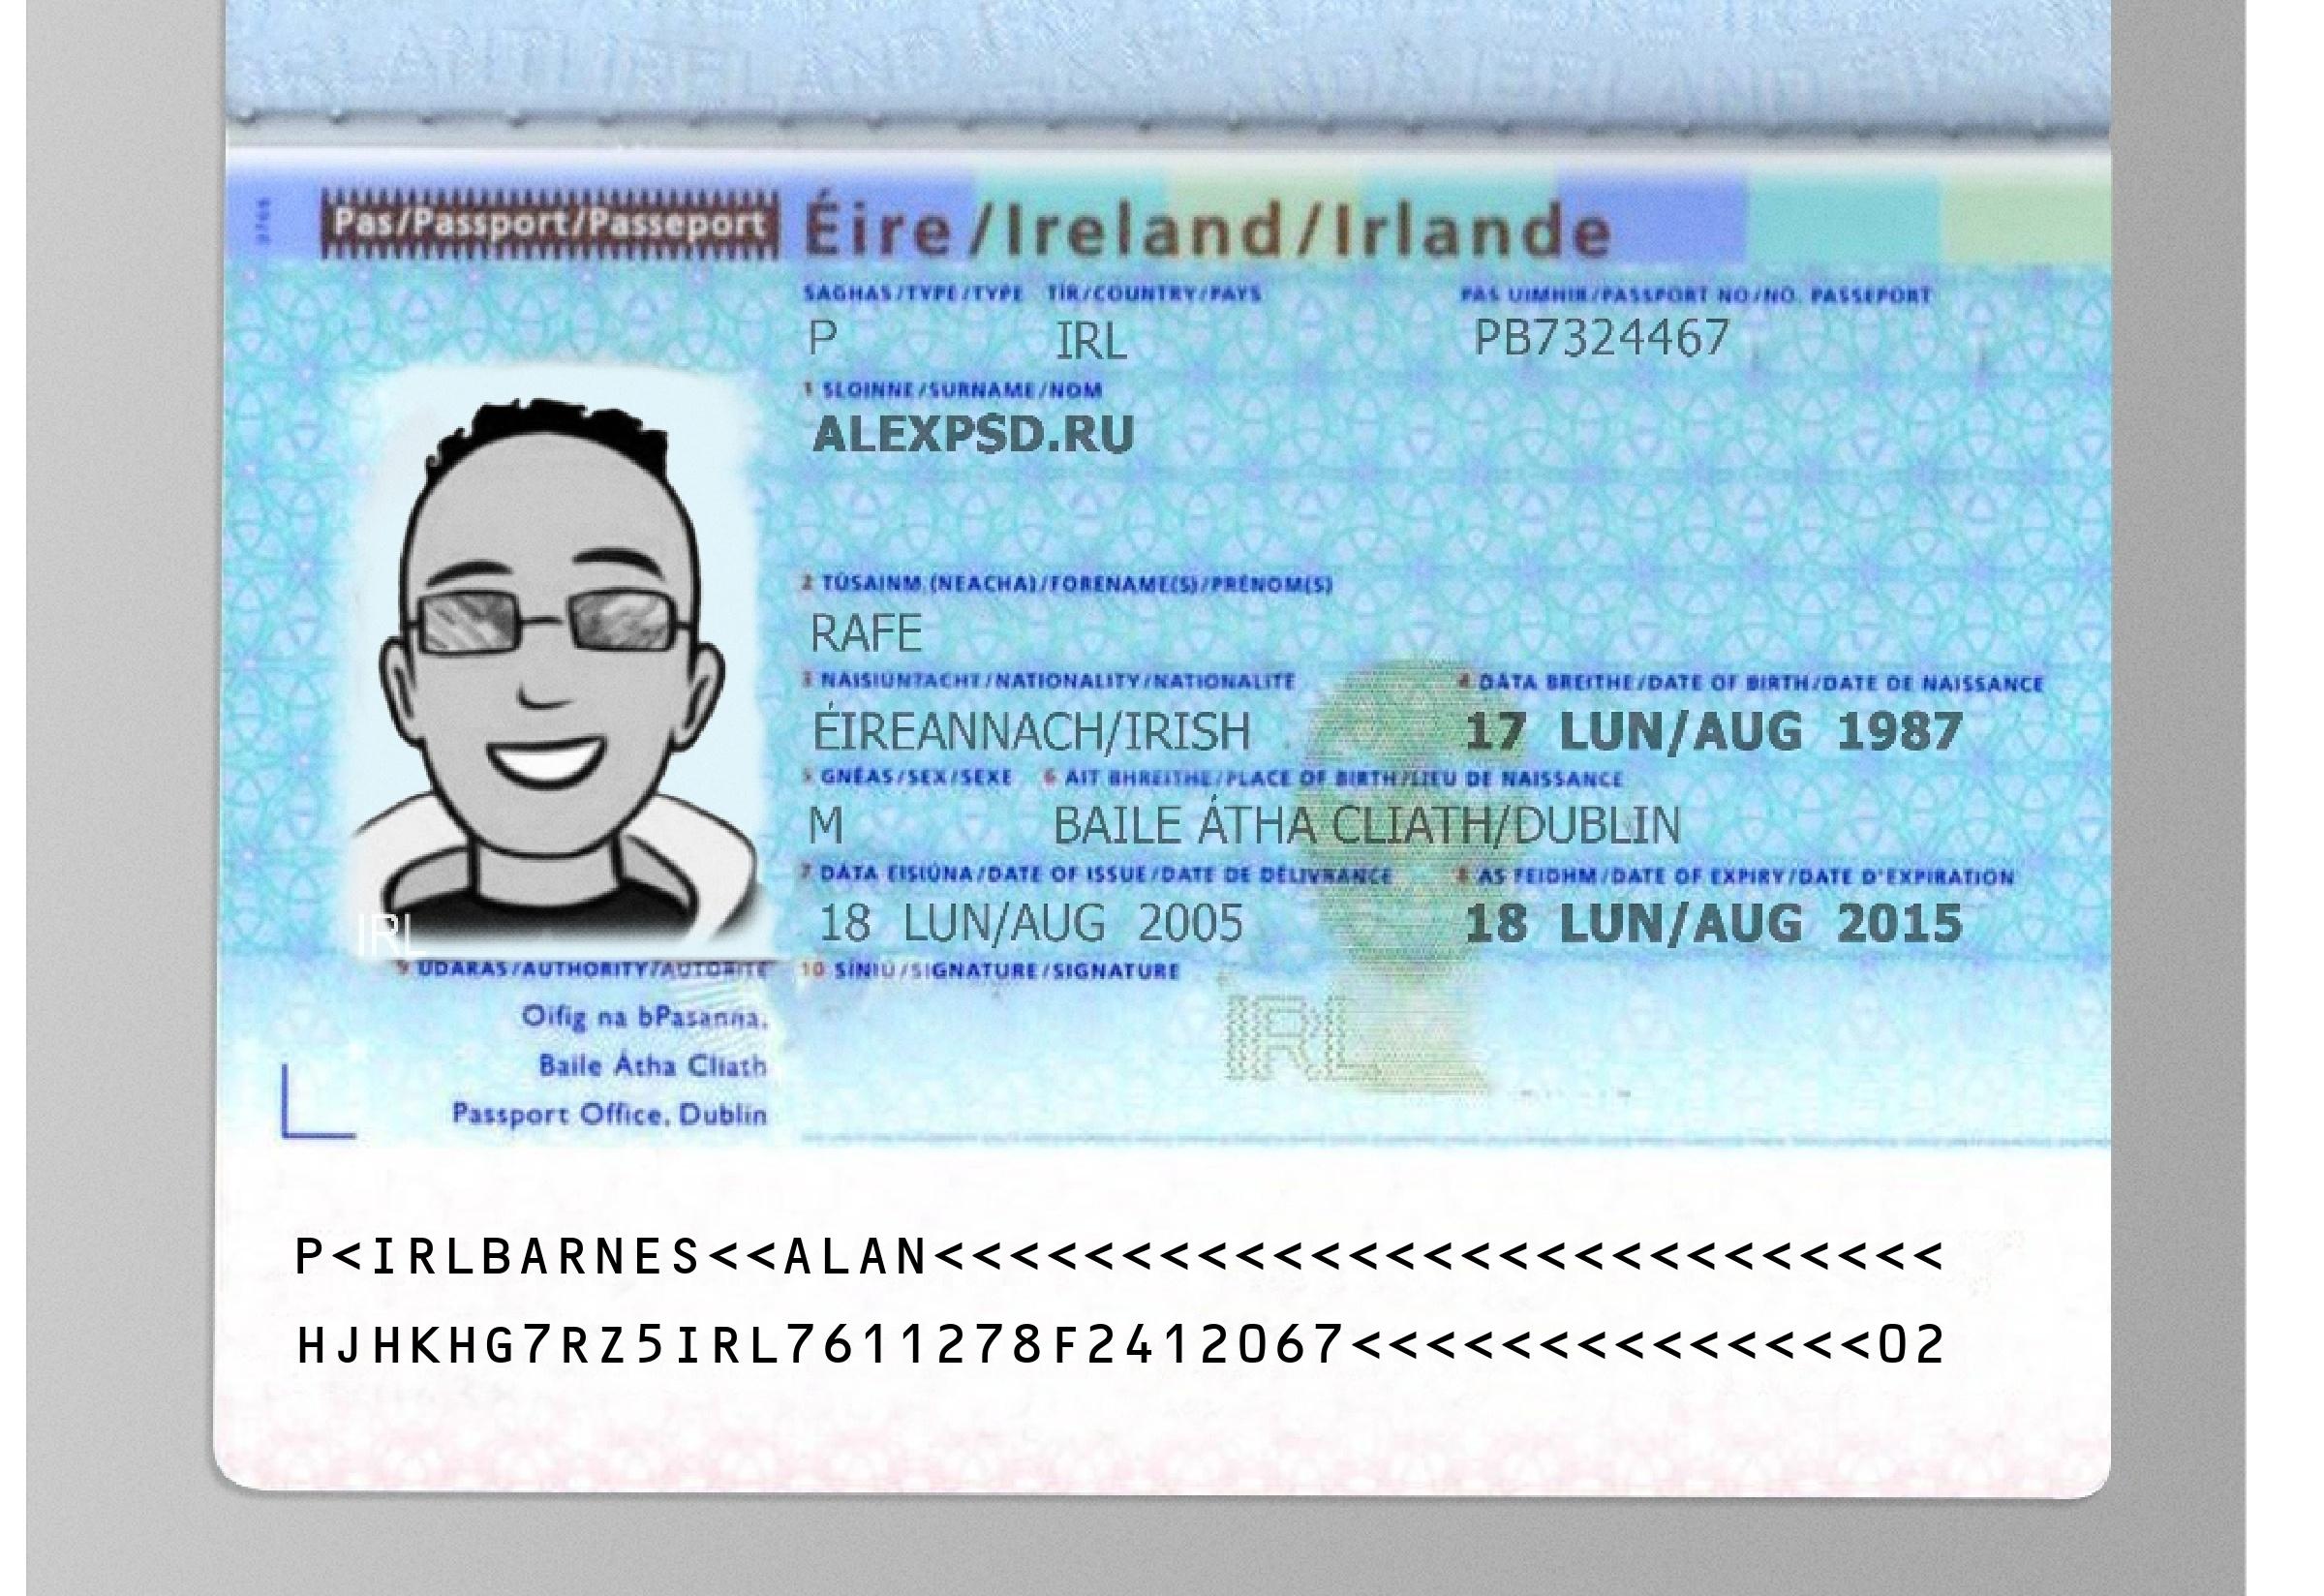 Pas/Passport/Passeport Éire/Ireland/Irlande
SAGHAS/TYPE/TYPE TÍR/COUNTRY/PAYS PAS UIMHIR/PASSPORT NO/NO. PASSEPORT
P IRL PB7324467
1 SLOINNE/SURNAME/NOM
ALEXPSD.RU
2 TÚSAINM (NEACHA)/FORENAME(S)/PRÉNOM(S)
RAFE
3 NÁISIÚNTACHT/NATIONALITY/NATIONALITÉ 4 DÁTA BREITHE/DATE OF BIRTH/DATE DE NAISSANCE
ÉIREANNACH/IRISH 17 LUN/AUG 1987
5 GNÉAS/SEX/SEXE 6 ÁIT BHREITHE/PLACE OF BIRTH/LIEU DE NAISSANCE
M BAILE ÁTHA CLIATH/DUBLIN
7 DÁTA EISIÚNA/DATE OF ISSUE/DATE DE DÉLIVRANCE 8 AS FEIDHM/DATE OF EXPIRY/DATE D'EXPIRATION
18 LUN/AUG 2005 18 LUN/AUG 2015
IRL
9 ÚDARÁS/AUTHORITY/AUTORITÉ 10 SÍNIÚ/SIGNATURE/SIGNATURE
Oifig na bPasanna,
Baile Átha Cliath
Passport Office, Dublin
IRL
P<IRLBARNES<<ALAN<<<<<<<<<<<<<<<<<<<<<<<<<<<
HJHKHG7RZ5IRL7611278F2412067<<<<<<<<<<<<<<02